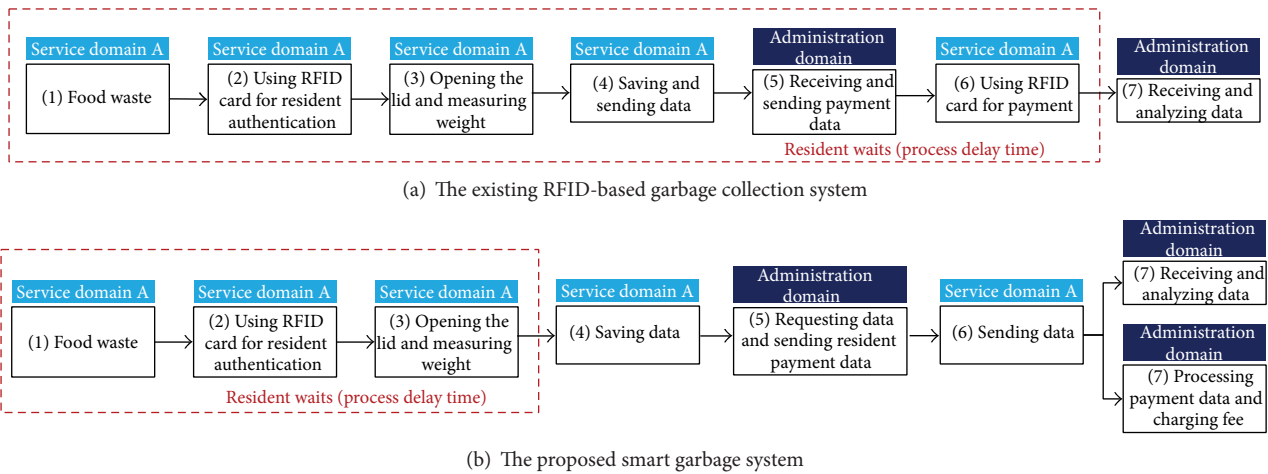 Service domain A
(1) Food waste
Service domain A
(2) Using RFID
card for resident
authentication
Service domain A
(3) Opening the
lid and measuring
weight
Service domain A
(4) Saving and
sending data
Administration
domain
(5) Receiving and
sending payment
data
Service domain A
(6) Using RFID
card for payment
Administration
domain
(7) Receiving and
analyzing data
Resident waits (process delay time)
(a) The existing RFID-based garbage collection system
Service domain A
(1) Food waste
Service domain A
(2) Using RFID
card for resident
authentication
Service domain A
(3) Opening the
lid and measuring
weight
Resident waits (process delay time)
Service domain A
(4) Saving data
Administration
domain
(5) Requesting data
and sending resident
payment data
Service domain A
(6) Sending data
Administration
domain
(7) Receiving and
analyzing data
Administration
domain
(7) Processing
payment data and
charging fee
(b) The proposed smart garbage system